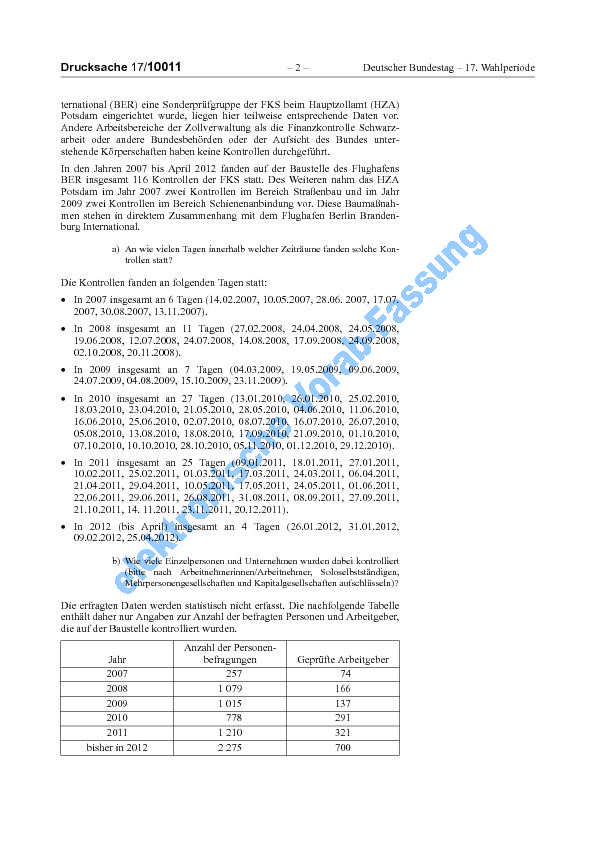 Drucksache 17/10011 – 2 – Deutscher Bundestag – 17. Wahlperiode
ternational (BER) eine Sonderprüfgruppe der FKS beim Hauptzollamt (HZA)
Potsdam eingerichtet wurde, liegen hier teilweise entsprechende Daten vor.
Andere Arbeitsbereiche der Zollverwaltung als die Finanzkontrolle Schwarz-
arbeit oder andere Bundesbehörden oder der Aufsicht des Bundes unter-
stehende Körperschaften haben keine Kontrollen durchgeführt.
In den Jahren 2007 bis April 2012 fanden auf der Baustelle des Flughafens
BER insgesamt 116 Kontrollen der FKS statt. Des Weiteren nahm das HZA
Potsdam im Jahr 2007 zwei Kontrollen im Bereich Straßenbau und im Jahr
2009 zwei Kontrollen im Bereich Schienenanbindung vor. Diese Baumaßnah-
men stehen in direktem Zusammenhang mit dem Flughafen Berlin Branden-
burg International.
a) An wie vielen Tagen innerhalb welcher Zeiträume fanden solche Kon-
trollen statt?
Die Kontrollen fanden an folgenden Tagen statt:
• In 2007 insgesamt an 6 Tagen (14.02.2007, 10.05.2007, 28.06. 2007, 17.07.
2007, 30.08.2007, 13.11.2007).
• In 2008 insgesamt an 11 Tagen (27.02.2008, 24.04.2008, 24.05.2008,
19.06.2008, 12.07.2008, 24.07.2008, 14.08.2008, 17.09.2008, 24.09.2008,
02.10.2008, 20.11.2008).
• In 2009 insgesamt an 7 Tagen (04.03.2009, 19.05.2009, 09.06.2009,
24.07.2009, 04.08.2009, 15.10.2009, 23.11.2009).
• In 2010 insgesamt an 27 Tagen (13.01.2010, 26.01.2010, 25.02.2010,
18.03.2010, 23.04.2010, 21.05.2010, 28.05.2010, 04.06.2010, 11.06.2010,
16.06.2010, 25.06.2010, 02.07.2010, 08.07.2010, 16.07.2010, 26.07.2010,
05.08.2010, 13.08.2010, 18.08.2010, 17.09.2010, 21.09.2010, 01.10.2010,
07.10.2010, 10.10.2010, 28.10.2010, 05.11.2010, 01.12.2010, 29.12.2010).
• In 2011 insgesamt an 25 Tagen (09.01.2011, 18.01.2011, 27.01.2011,
10.02.2011, 25.02.2011, 01.03.2011, 17.03.2011, 24.03.2011, 06.04.2011,
21.04.2011, 29.04.2011, 10.05.2011, 17.05.2011, 24.05.2011, 01.06.2011,
22.06.2011, 29.06.2011, 26.08.2011, 31.08.2011, 08.09.2011, 27.09.2011,
21.10.2011, 14. 11.2011, 23.11.2011, 20.12.2011).
• In 2012 (bis April) insgesamt an 4 Tagen (26.01.2012, 31.01.2012,
09.02.2012, 25.04.2012).
b) Wie viele Einzelpersonen und Unternehmen wurden dabei kontrolliert
(bitte nach Arbeitnehmerinnen/Arbeitnehmer, Soloselbstständigen,
Mehrpersonengesellschaften und Kapitalgesellschaften aufschlüsseln)?
Die erfragten Daten werden statistisch nicht erfasst. Die nachfolgende Tabelle
enthält daher nur Angaben zur Anzahl der befragten Personen und Arbeitgeber,
die auf der Baustelle kontrolliert wurden.
Anzahl der Personen-
Jahr befragungen Geprüfte Arbeitgeber
2007 257 74
2008 1 079 166
2009 1 015 137
2010 778 291
2011 1 210 321
bisher in 2012 2 275 700
elektronische Vorab-Fassung